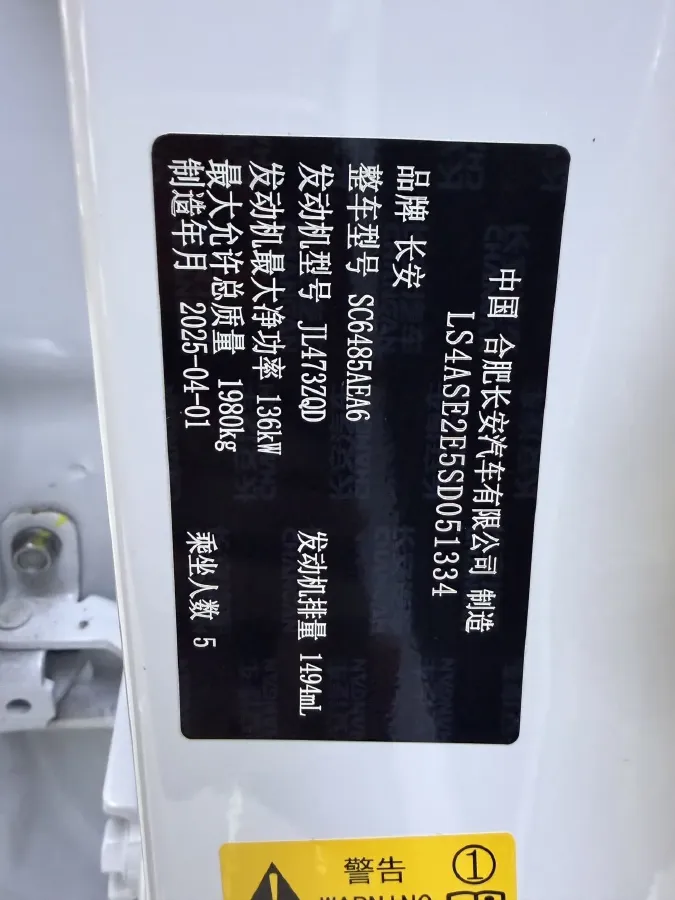 中国 合肥长安汽车有限公司 制造
LS4ASE2E5SD051334
品牌 长安
整车型号 SC6485AEA6
发动机型号 JL473ZQD 发动机排量 1494mL
发动机最大净功率 136kW
最大允许总质量 1980kg
制造年月 2025-04-01 乘坐人数 5
警告 ①
WARNING